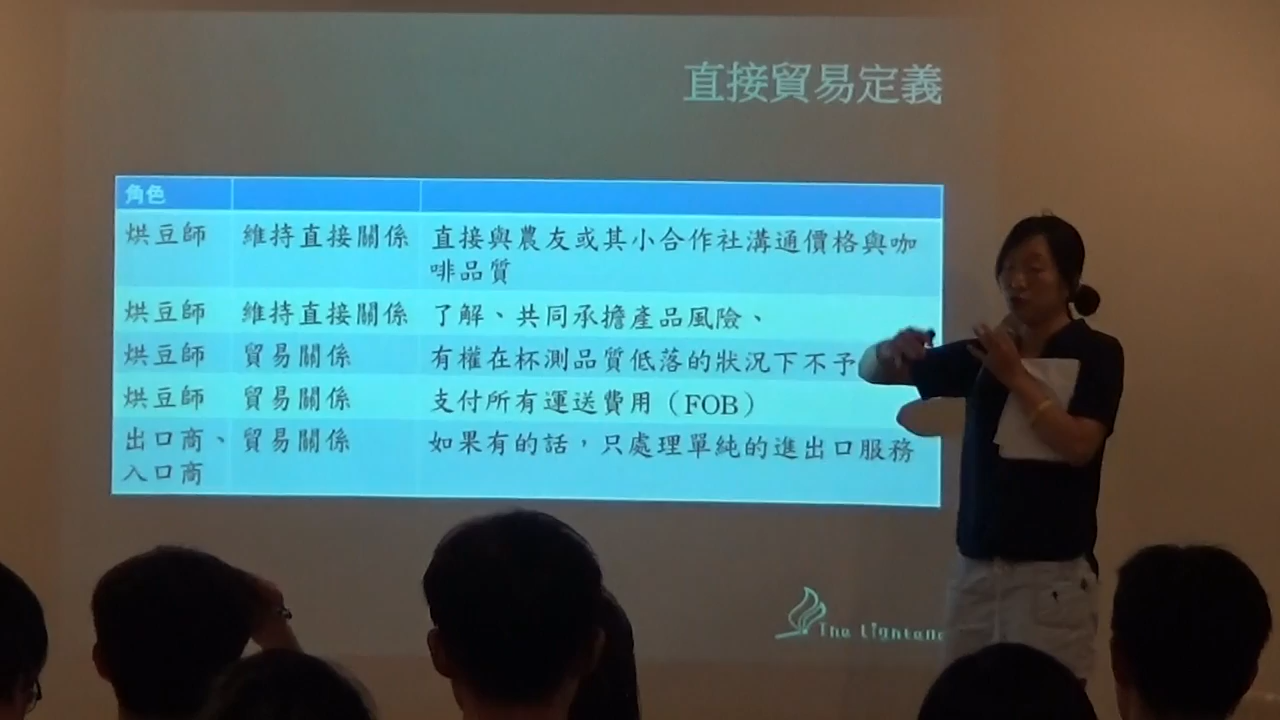 直接貿易定義
角色
烘豆師 維持直接關係 直接與農友或其小合作社溝通價格與咖
啡品質
烘豆師 維持直接關係 了解、共同承擔產品風險、
烘豆師 貿易關係 有權在杯測品質低落的狀況下不予
烘豆師 貿易關係 支付所有運送費用（FOB）
出口商、 貿易關係 如果有的話，只處理單純的進出口服務
入口商
The